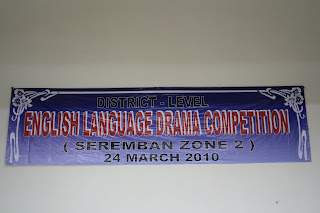 DISTRICT - LEVEL
ENGLISH LANGUAGE DRAMA COMPETITION
( SEREMBAN ZONE 2 )
24 MARCH 2010